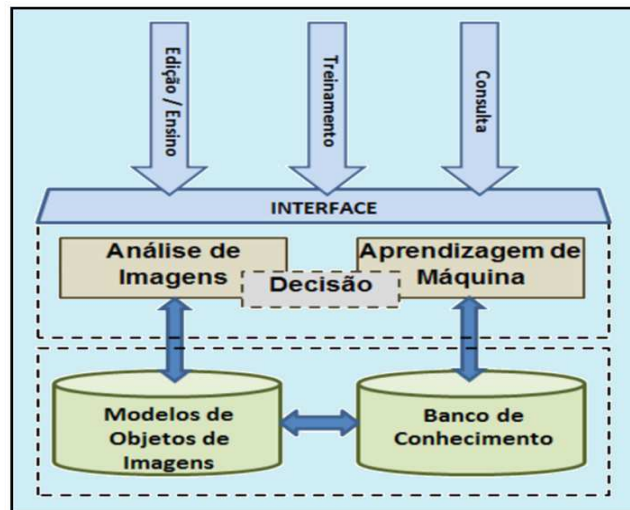 Edição / Ensino
Treinamento
Consulta
INTERFACE
Análise de
Imagens
Decisão
Aprendizagem de
Máquina
Modelos de
Objetos de
Imagens
Banco de
Conhecimento